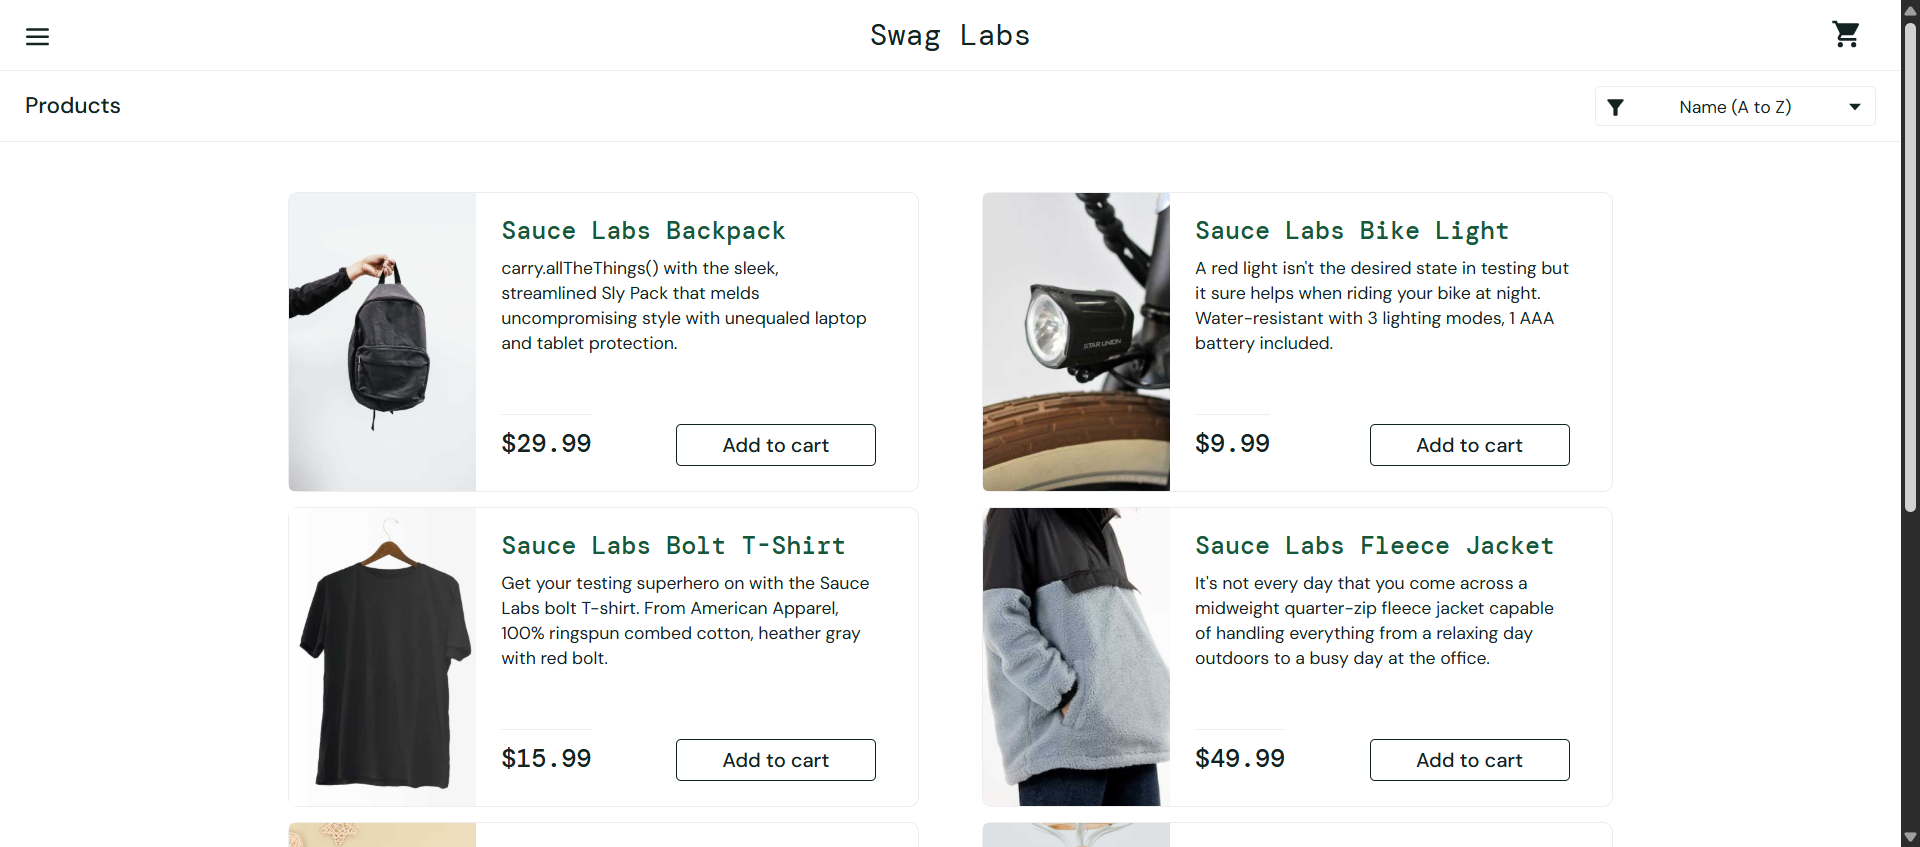 Swag Labs
Products
Name (A to Z)
Sauce Labs Backpack
carry.allTheThings() with the sleek,
streamlined Sly Pack that melds
uncompromising style with unequaled laptop
and tablet protection.
$29.99
Add to cart
Sauce Labs Bike Light
A red light isn't the desired state in testing but
it sure helps when riding your bike at night.
Water-resistant with 3 lighting modes, 1 AAA
battery included.
STAR UNION
$9.99
Add to cart
Sauce Labs Bolt T-Shirt
Get your testing superhero on with the Sauce
Labs bolt T-shirt. From American Apparel,
100% ringspun combed cotton, heather gray
with red bolt.
$15.99
Add to cart
Sauce Labs Fleece Jacket
It's not every day that you come across a
midweight quarter-zip fleece jacket capable
of handling everything from a relaxing day
outdoors to a busy day at the office.
$49.99
Add to cart